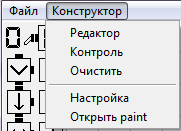 Файл Конструктор
Редактор
Контроль
Очистить
Настройка
Открыть paint